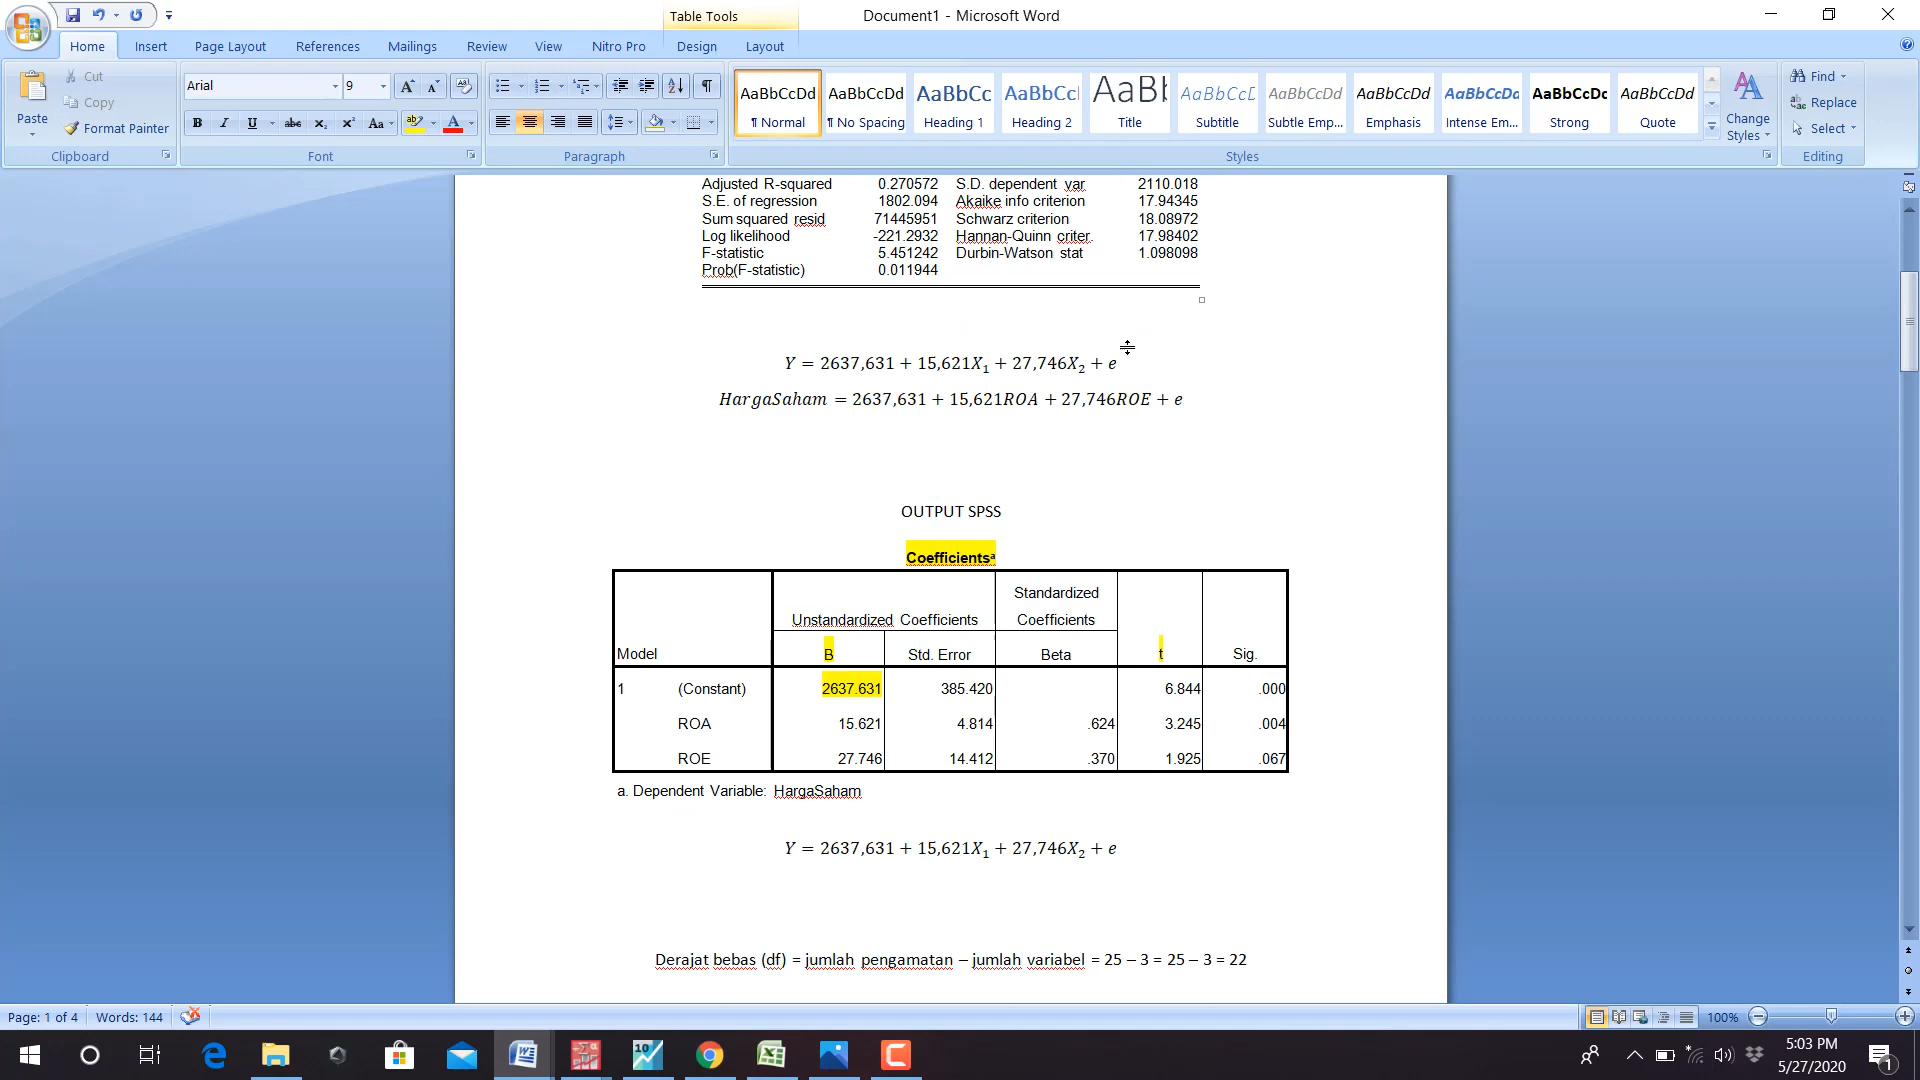 Table Tools
Document1 - Microsoft Word
Home Insert Page Layout References Mailings Review View Nitro Pro Design Layout
Paste
Cut
Copy
Format Painter
Clipboard
Arial 9
Font
Paragraph
AaBbCcDd AaBbCcDd AaBbCc AaBbCcI AaBb AaBbCcD AaBbCcDd AaBbCcDd AaBbCcDd AaBbCcDd AaBbCcDd
¶ Normal ¶ No Spacing Heading 1 Heading 2 Title Subtitle Subtle Emp... Emphasis Intense Em... Strong Quote
Change Styles
Styles
Find
Replace
Select
Editing
Adjusted R-squared 0.270572 S.D. dependent var 2110.018
S.E. of regression 1802.094 Akaike info criterion 17.94345
Sum squared resid 71445951 Schwarz criterion 18.08972
Log likelihood -221.2932 Hannan-Quinn criter. 17.98402
F-statistic 5.451242 Durbin-Watson stat 1.098098
Prob(F-statistic) 0.011944
Y = 2637,631 + 15,621X₁ + 27,746X₂ + e
HargaSaham = 2637,631 + 15,621ROA + 27,746ROE + e
OUTPUT SPSS
Coefficientsᵃ
Model Unstandardized Coefficients Standardized Coefficients t Sig.
B Std. Error Beta
1 (Constant) 2637.631 385.420 6.844 .000
ROA 15.621 4.814 .624 3.245 .004
ROE 27.746 14.412 .370 1.925 .067
a. Dependent Variable: HargaSaham
Y = 2637,631 + 15,621X₁ + 27,746X₂ + e
Derajat bebas (df) = jumlah pengamatan – jumlah variabel = 25 – 3 = 25 – 3 = 22
Page: 1 of 4 Words: 144 100%
5:03 PM
5/27/2020